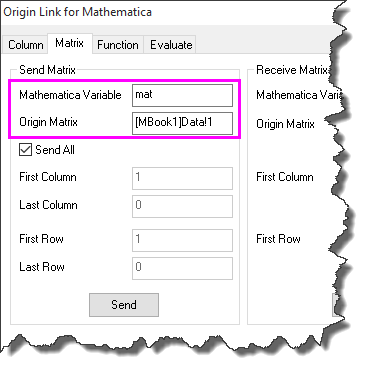 Origin Link for Mathematica
Column Matrix Function Evaluate
Send Matrix
Mathematica Variable mat
Origin Matrix [MBook1]Data!1
Send All
First Column 1
Last Column 0
First Row 1
Last Row 0
Send
Receive Matrix
Mathematica Varia
Origin Matrix
First Column
First Row